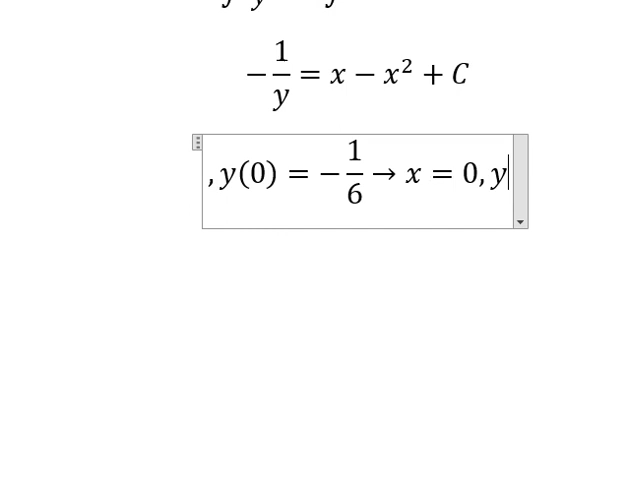 -1/y = x - x² + C
, y(0) = -1/6 → x = 0, y